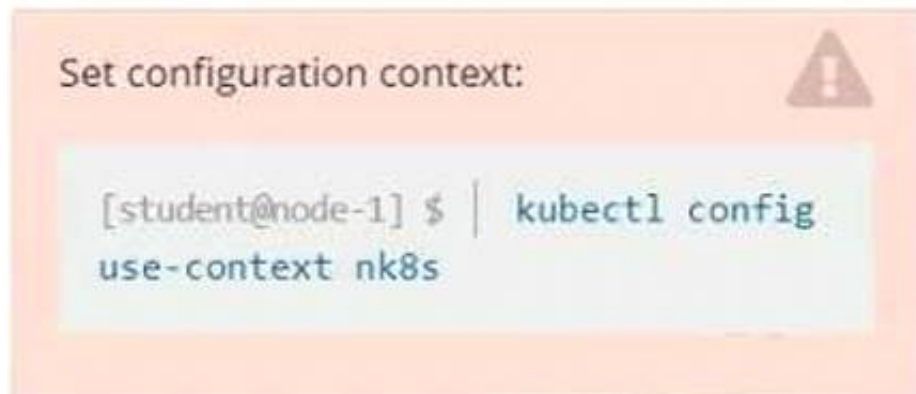 Set configuration context:
[student@node-1] $ | kubectl config
use-context nk8s